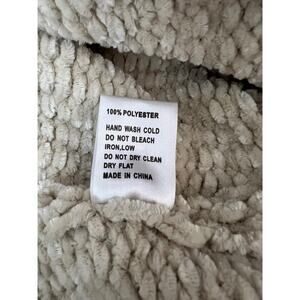 100% POLYESTER
HAND WASH COLD
DO NOT BLEACH
IRON,LOW
DO NOT DRY CLEAN
DRY FLAT
MADE IN CHINA